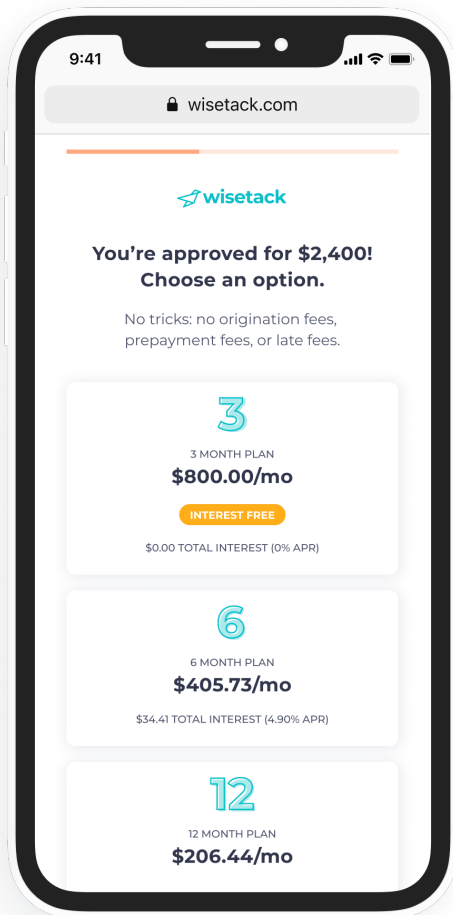 9:41
wisetack.com
wisetack
You’re approved for $2,400!
Choose an option.
No tricks: no origination fees,
prepayment fees, or late fees.
3
3 MONTH PLAN
$800.00/mo
INTEREST FREE
$0.00 TOTAL INTEREST (0% APR)
6
6 MONTH PLAN
$405.73/mo
$34.41 TOTAL INTEREST (4.90% APR)
12
12 MONTH PLAN
$206.44/mo